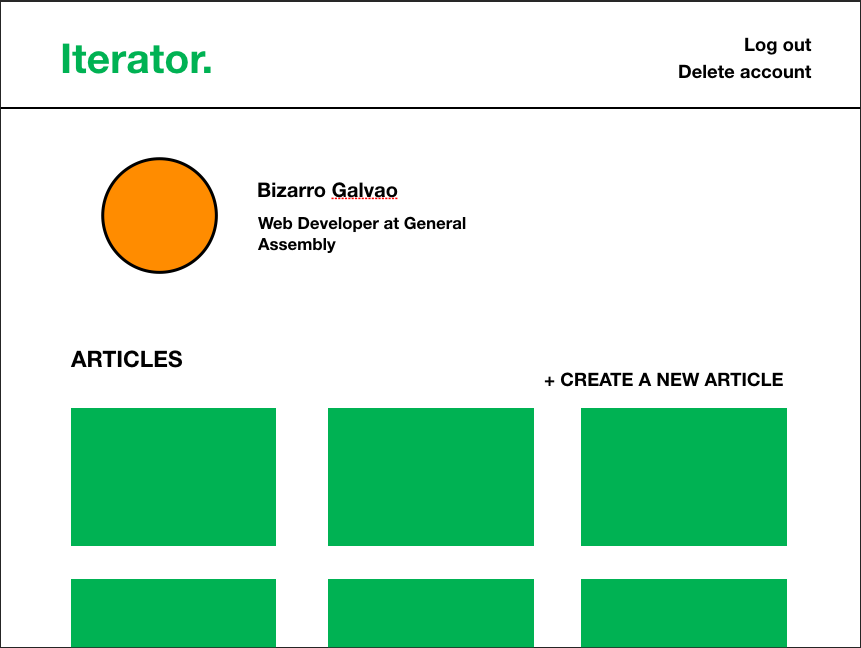 Iterator.
Log out
Delete account
Bizarro Galvao
Web Developer at General
Assembly
ARTICLES
+ CREATE A NEW ARTICLE